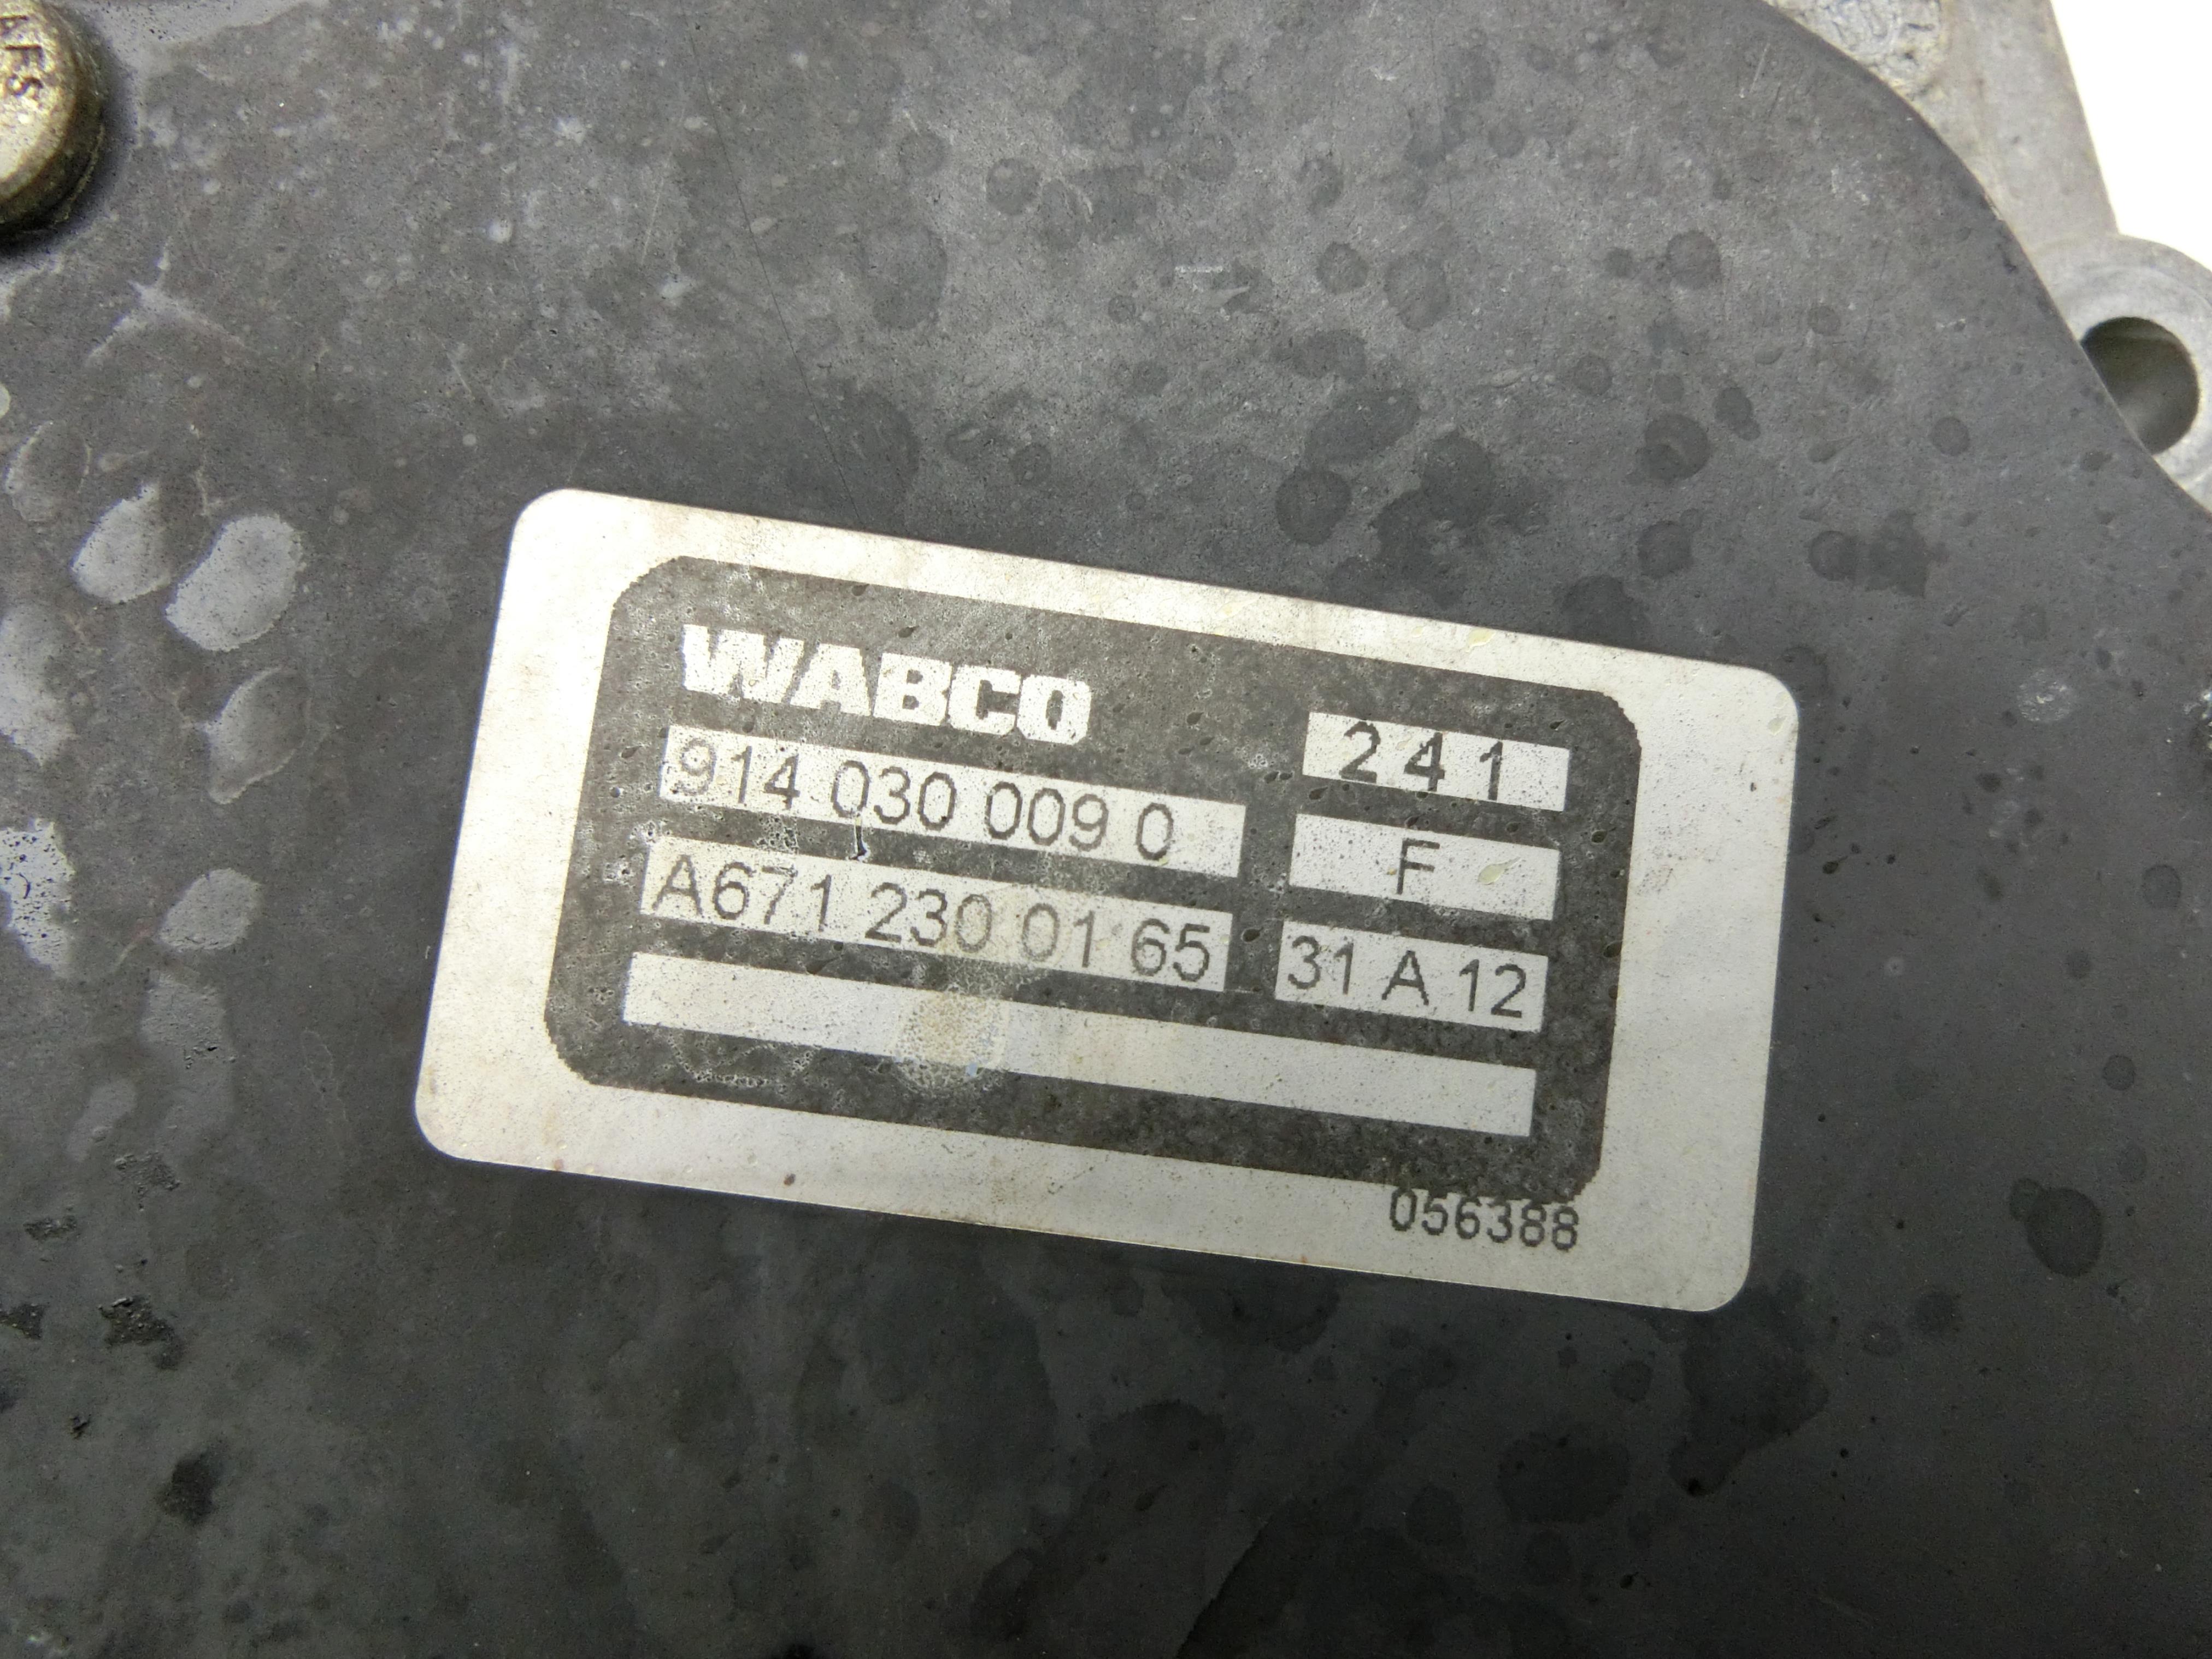 WABCO
241
914 030 009 0
F
A671 230 01 65
31 A 12
056388